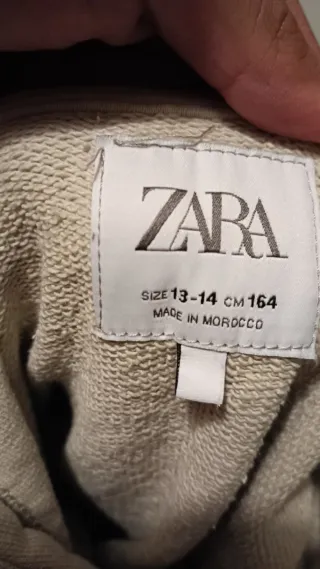 ZARA
SIZE 13-14 CM 164
MADE IN MOROCCO